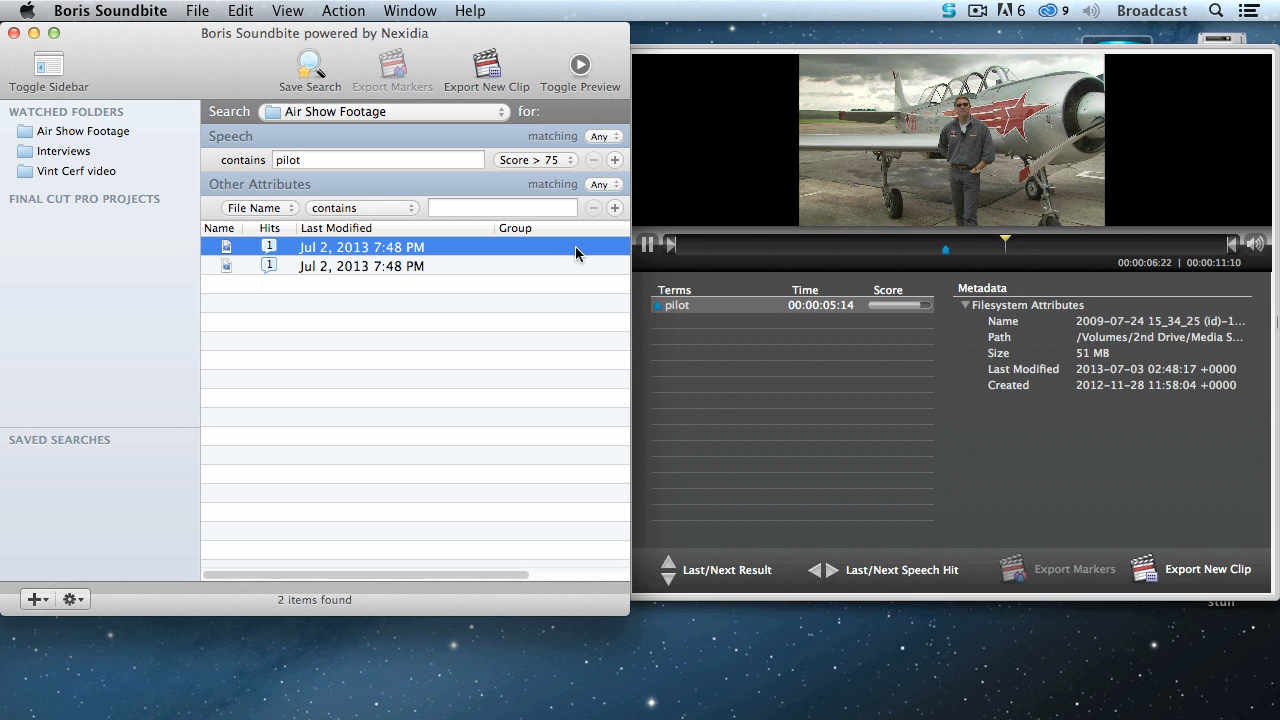 Boris Soundbite File Edit View Action Window Help 6 9 Broadcast
Boris Soundbite powered by Nexidia
Toggle Sidebar Save Search Export Markers Export New Clip Toggle Preview
WATCHED FOLDERS
Air Show Footage
Interviews
Vint Cerf video
FINAL CUT PRO PROJECTS
SAVED SEARCHES
Search Air Show Footage for:
Speech matching Any
contains pilot Score > 75
Other Attributes matching Any
File Name contains
Name Hits Last Modified Group
1 Jul 2, 2013 7:48 PM
1 Jul 2, 2013 7:48 PM
2 items found
00:00:06:22 | 00:00:11:10
Terms Time Score
pilot 00:00:05:14
Metadata
Filesystem Attributes
Name 2009-07-24 15_34_25 (id)-1...
Path /Volumes/2nd Drive/Media S...
Size 51 MB
Last Modified 2013-07-03 02:48:17 +0000
Created 2012-11-28 11:58:04 +0000
Last/Next Result Last/Next Speech Hit Export Markers Export New Clip
stuff